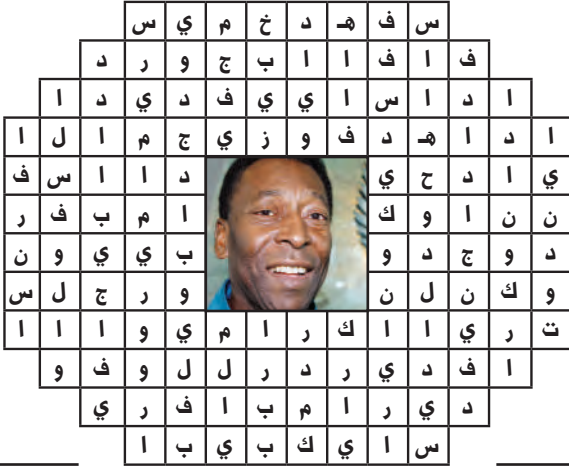 س ف هـ د خ م ي س
ف ا ف ا ا ب ج و ر د
ا د ا س ا ي ي ف د ي د ا
ا د ا هـ د ف و ز ي ج م ا ل ا
ي ا د ح ي د ا ا س ف
ن ن ا و ك ا م ب ف ر
د و ج د و ب ي ي و ن
و ك ن ل ن و ر ج ل س
ت ر ي ا ا ك ر ا م ي و ا ا ا
ا ف د ي ر د ر ل ل و ف و
د ي ر ا م ب ا ف ر ي
س ا ي ك ب ي ب ا